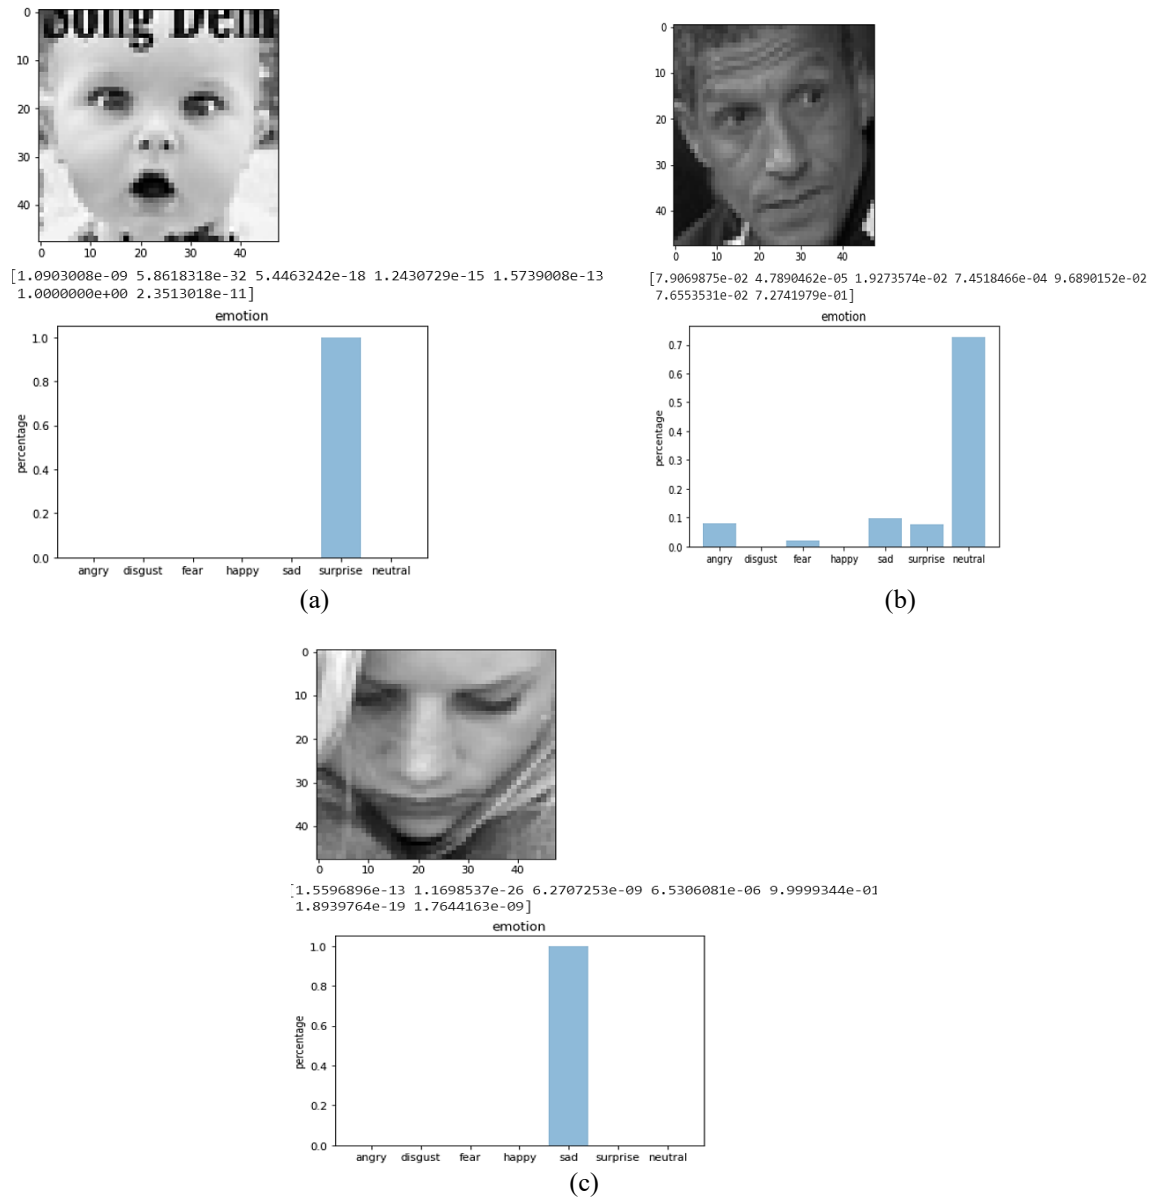 0
10
20
30
40
0 10 20 30 40
[1.0903008e-09 5.8618318e-32 5.4463242e-18 1.2430729e-15 1.5739008e-13
1.0000000e+00 2.3513018e-11]
emotion
1.0
0.8
0.6
0.4
0.2
0.0
percentage
angry disgust fear happy sad surprise neutral
(a)
0
10
20
30
40
0 10 20 30 40
[7.9069875e-02 4.7890462e-05 1.9273574e-02 7.4518466e-04 9.6890152e-02
7.6553531e-02 7.2741979e-01]
emotion
0.7
0.6
0.5
0.4
0.3
0.2
0.1
0.0
percentage
angry disgust fear happy sad surprise neutral
(b)
0
10
20
30
40
0 10 20 30 40
[1.5596896e-13 1.1698537e-26 6.2707253e-09 6.5306081e-06 9.9999344e-01
1.8939764e-19 1.7644163e-09]
emotion
1.0
0.8
0.6
0.4
0.2
0.0
percentage
angry disgust fear happy sad surprise neutral
(c)